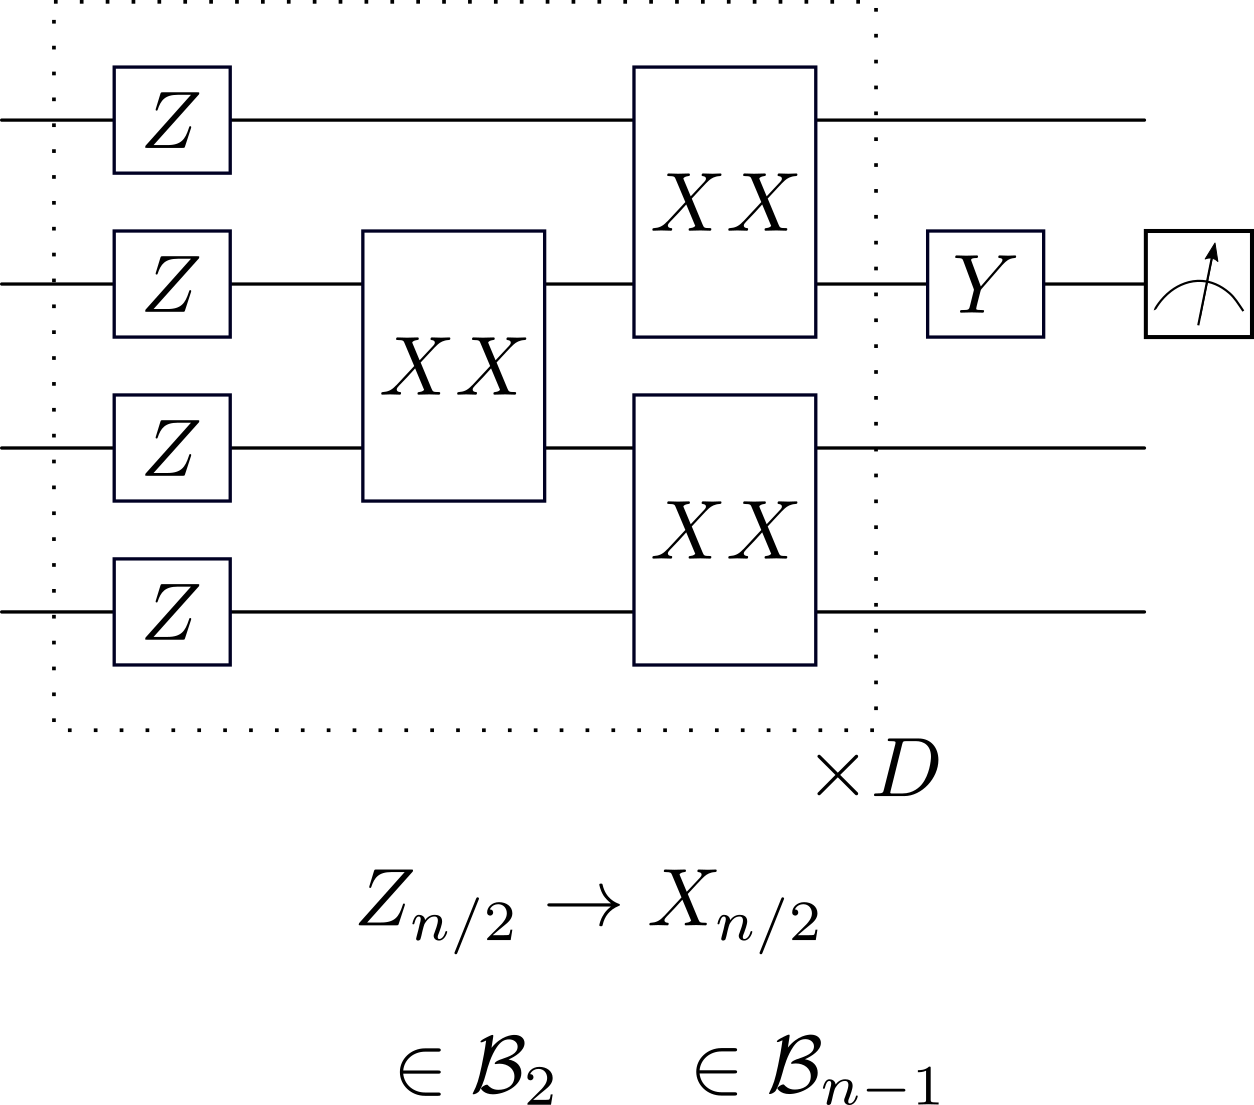 Z
XX
Z
XX
Y
Z
XX
Z
×D
Z_{n/2} → X_{n/2}
∈ ℬ_2 ∈ ℬ_{n−1}